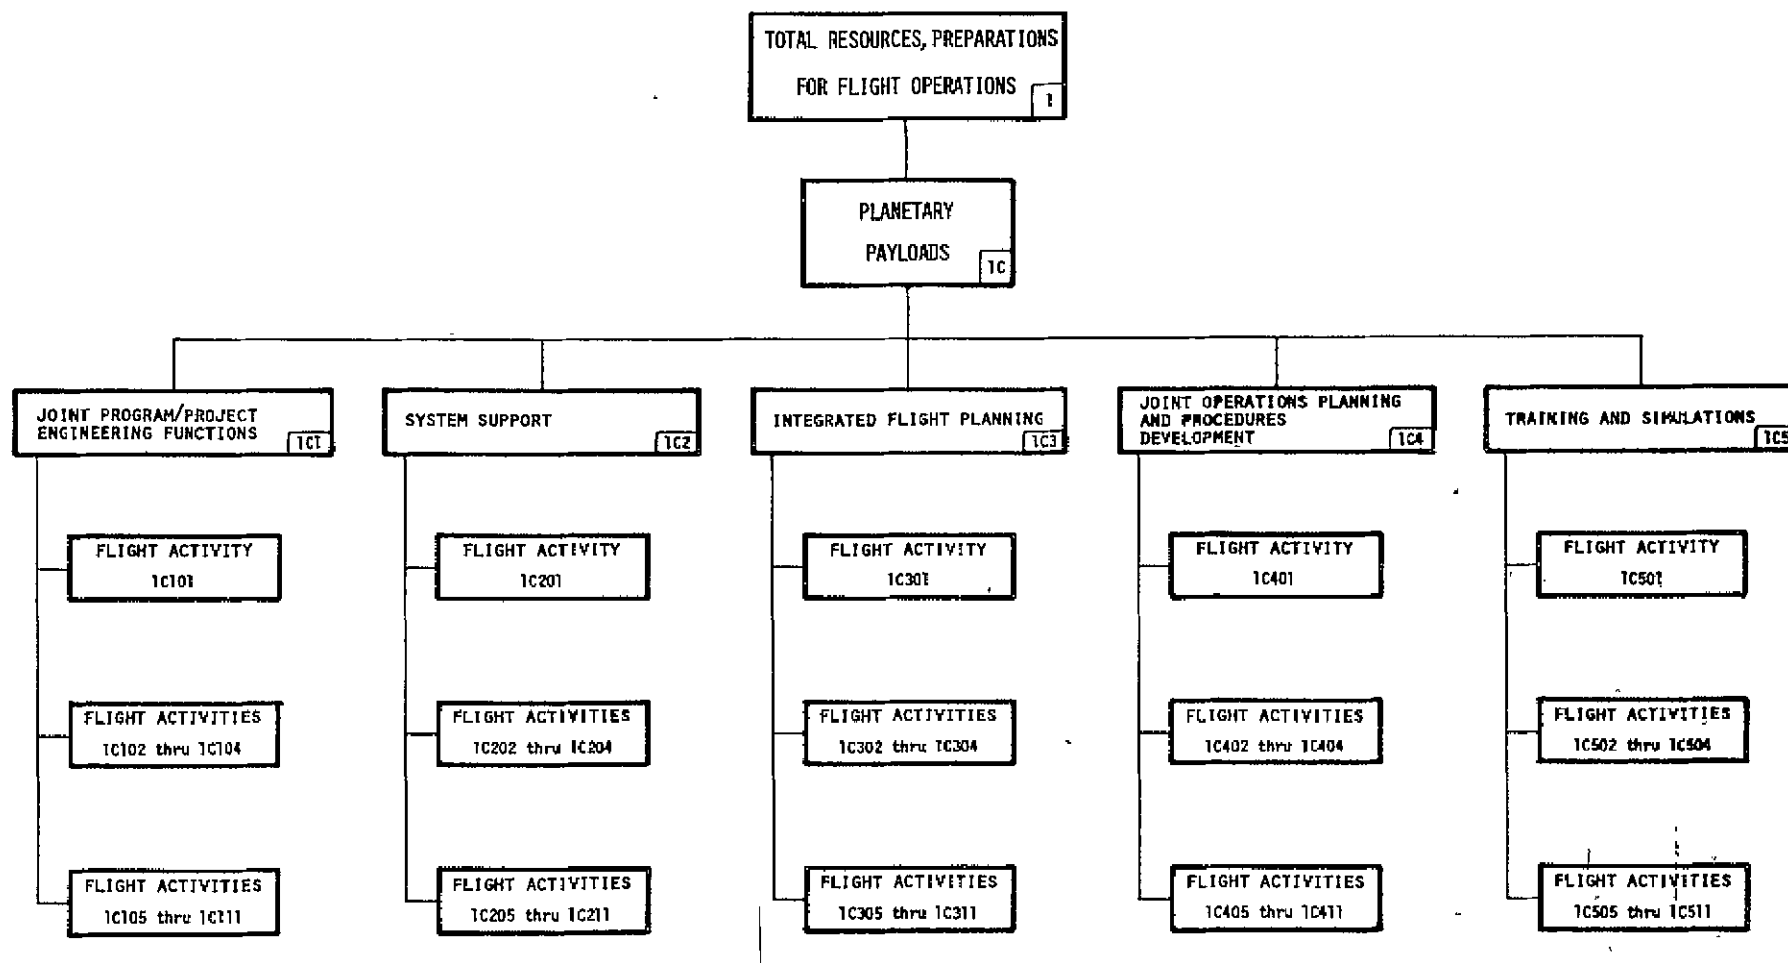 TOTAL RESOURCES, PREPARATIONS
FOR FLIGHT OPERATIONS
1
PLANETARY
PAYLOADS
1C
JOINT PROGRAM/PROJECT
ENGINEERING FUNCTIONS
1C1
SYSTEM SUPPORT
1C2
INTEGRATED FLIGHT PLANNING
1C3
JOINT OPERATIONS PLANNING
AND PROCEDURES
DEVELOPMENT
1C4
TRAINING AND SIMULATIONS
1C5
FLIGHT ACTIVITY
1C101
FLIGHT ACTIVITY
1C201
FLIGHT ACTIVITY
1C301
FLIGHT ACTIVITY
1C401
FLIGHT ACTIVITY
1C501
FLIGHT ACTIVITIES
1C102 thru 1C104
FLIGHT ACTIVITIES
1C202 thru 1C204
FLIGHT ACTIVITIES
1C302 thru 1C304
FLIGHT ACTIVITIES
1C402 thru 1C404
FLIGHT ACTIVITIES
1C502 thru 1C504
FLIGHT ACTIVITIES
1C105 thru 1C111
FLIGHT ACTIVITIES
1C205 thru 1C211
FLIGHT ACTIVITIES
1C305 thru 1C311
FLIGHT ACTIVITIES
1C405 thru 1C411
FLIGHT ACTIVITIES
1C505 thru 1C511